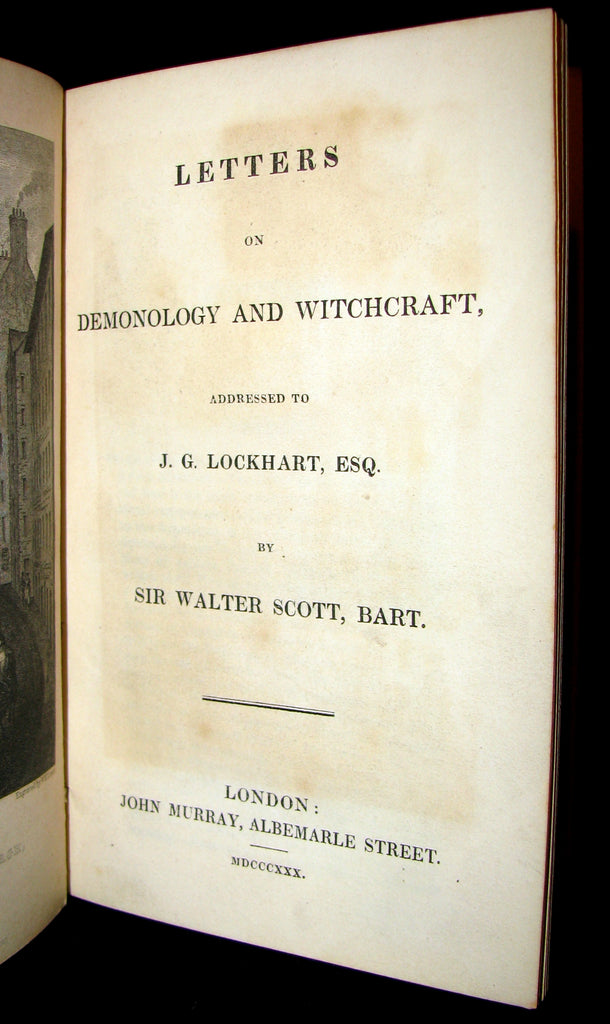 LETTERS
ON
DEMONOLOGY AND WITCHCRAFT,
ADDRESSED TO
J. G. LOCKHART, ESQ.
BY
SIR WALTER SCOTT, BART.
LONDON:
JOHN MURRAY, ALBEMARLE STREET.
MDCCCXXX.